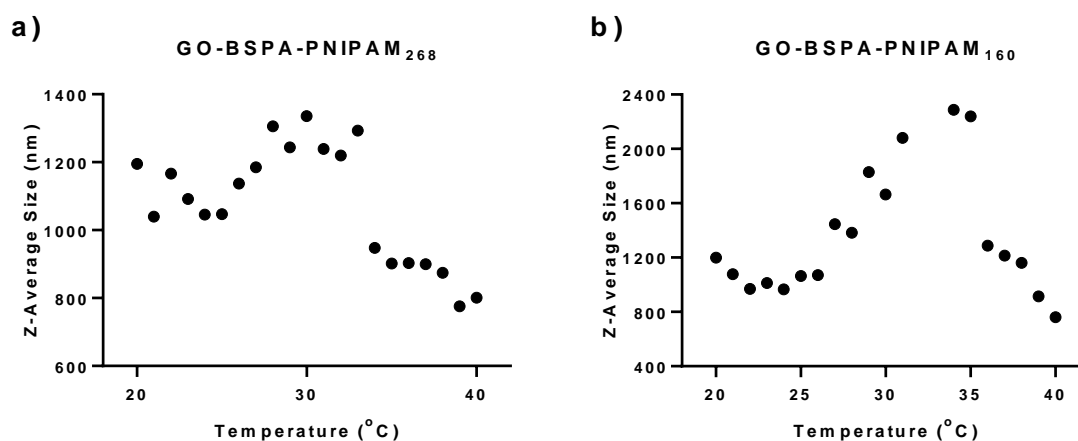 a)
GO-BSPA-PNIPAM268
1400
1200
1000
800
600
Z-Average Size (nm)
20
30
40
Temperature (°C)
b)
GO-BSPA-PNIPAM160
2400
2000
1600
1200
800
400
Z-Average Size (nm)
20
25
30
35
40
Temperature (°C)